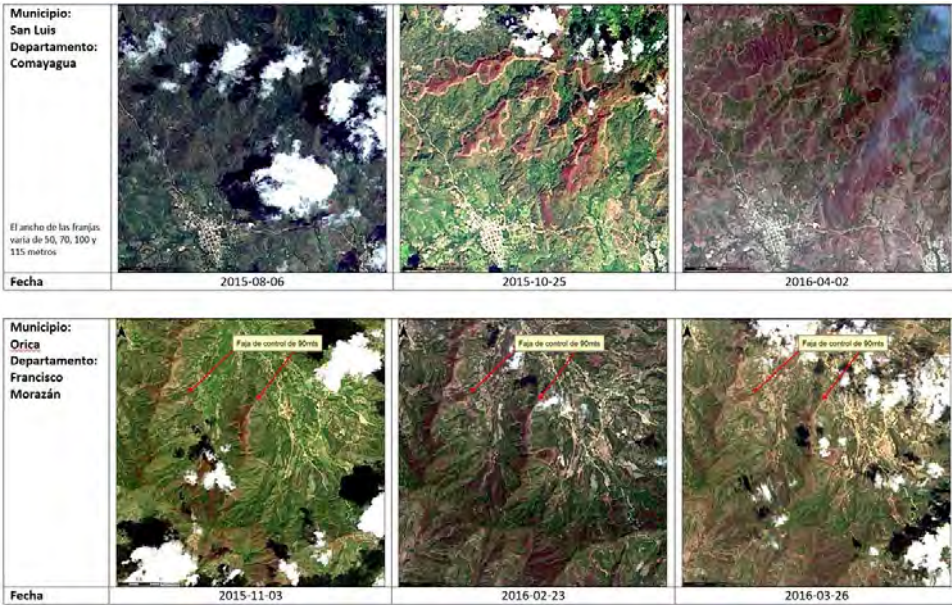 Municipio:
San Luis
Departamento:
Comayagua
El ancho de las franjas
varia de 50, 70, 100 y
115 metros
Fecha 2015-08-06 2015-10-25 2016-04-02
Municipio:
Orica
Departamento:
Francisco
Morazán
Faja de control de 90mts
Faja de control de 90mts
Faja de control de 90mts
Fecha 2015-11-03 2016-02-23 2016-03-26